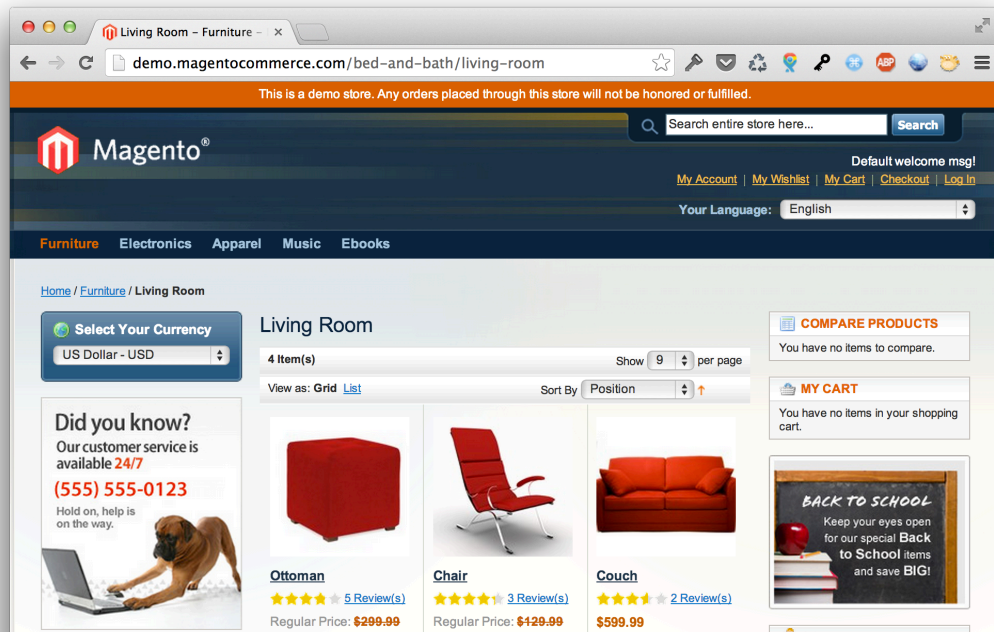 Living Room – Furniture –
demo.magentocommerce.com/bed-and-bath/living-room
ABP
This is a demo store. Any orders placed through this store will not be honored or fulfilled.
Magento®
Search entire store here...
Search
Default welcome msg!
My Account | My Wishlist | My Cart | Checkout | Log In
Your Language: English
Furniture Electronics Apparel Music Ebooks
Home / Furniture / Living Room
Select Your Currency
US Dollar - USD
Did you know?
Our customer service is
available 24/7
(555) 555-0123
Hold on, help is
on the way.
Living Room
4 Item(s)
Show 9 per page
View as: Grid List
Sort By Position
Ottoman
5 Review(s)
Regular Price: $299.99
Chair
3 Review(s)
Regular Price: $129.99
Couch
2 Review(s)
$599.99
COMPARE PRODUCTS
You have no items to compare.
MY CART
You have no items in your shopping
cart.
BACK TO SCHOOL
Keep your eyes open
for our special Back
to School items
and save BIG!